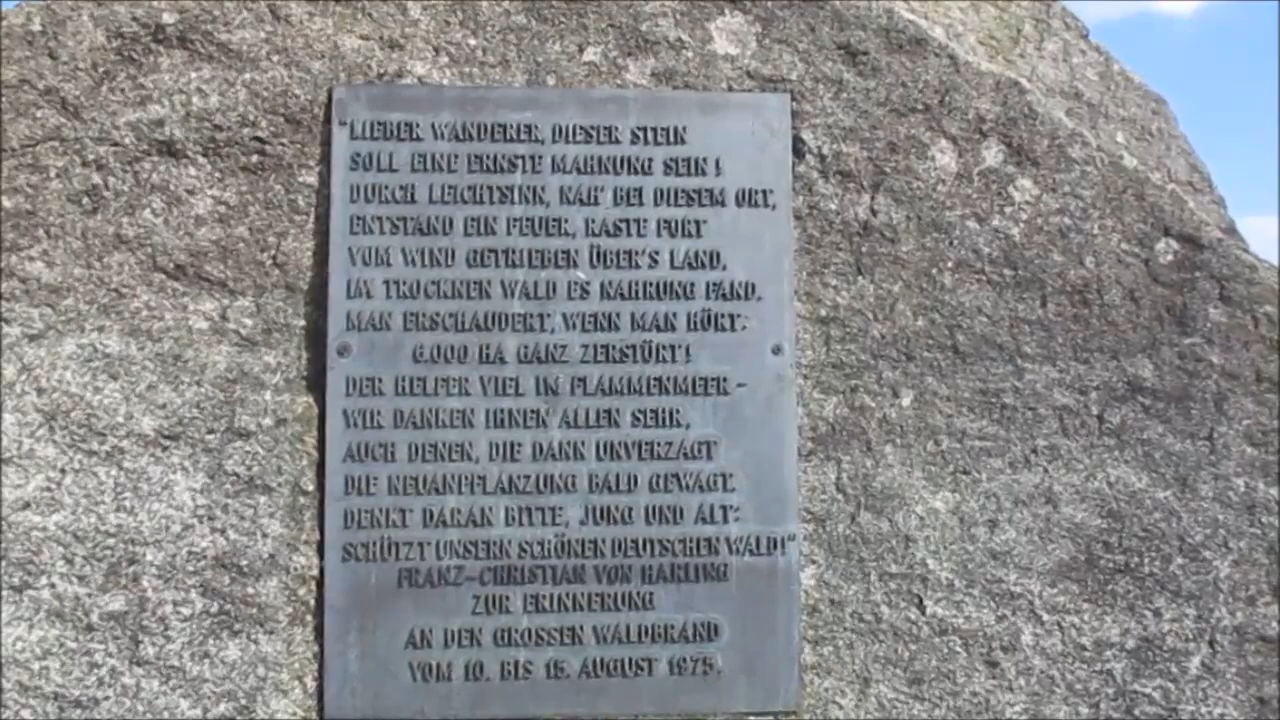 "LIEBER WANDERER, DIESER STEIN
SOLL EINE ERNSTE MAHNUNG SEIN!
DURCH LEICHTSINN, NAH' BEI DIESEM ORT,
ENTSTAND EIN FEUER, RASTE FORT
VOM WIND GETRIEBEN ÜBER'S LAND,
IM TROCKNEN WALD ES NAHRUNG FAND.
MAN ERSCHAUDERT, WENN MAN HÖRT:
6.000 HA GANZ ZERSTÖRT!
DER HELFER VIEL IM FLAMMENMEER -
WIR DANKEN IHNEN ALLEN SEHR,
AUCH DENEN, DIE DANN UNVERZAGT
DIE NEUANPFLANZUNG BALD GEWAGT.
DENKT DARAN BITTE, JUNG UND ALT:
SCHÜTZT UNSERN SCHÖNEN DEUTSCHEN WALD!"
FRANZ-CHRISTIAN VON HARLING
ZUR ERINNERUNG
AN DEN GROSSEN WALDBRAND
VOM 10. BIS 15. AUGUST 1975.